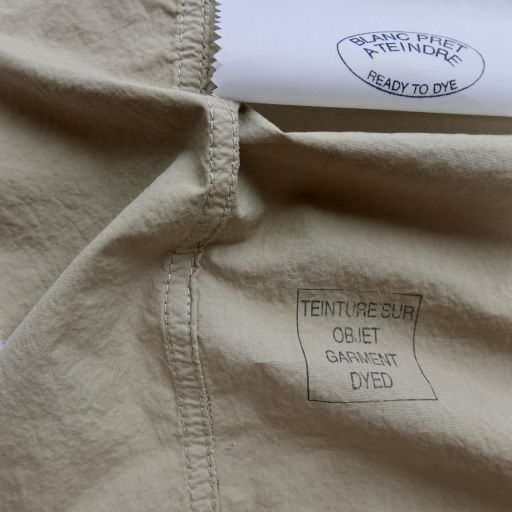 BLANC PRET
A TEINDRE
READY TO DYE
TEINTURE SUR
OBJET
GARMENT
DYED